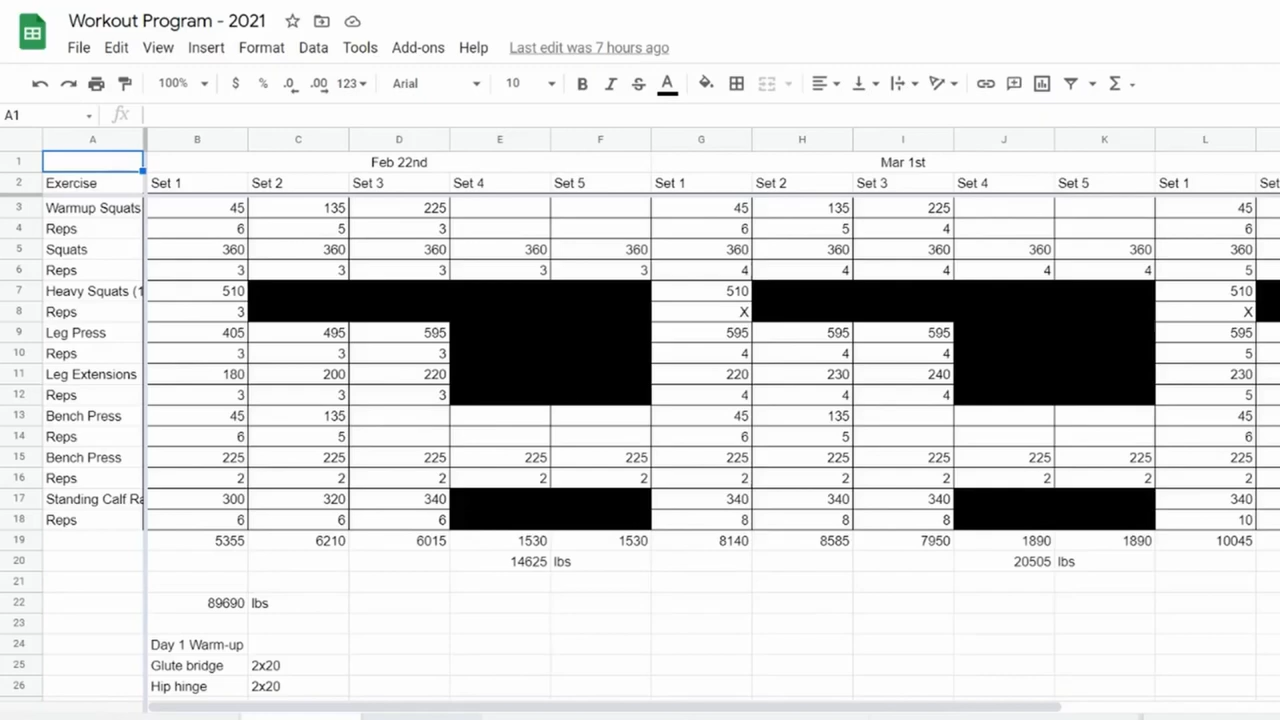 Workout Program - 2021
File Edit View Insert Format Data Tools Add-ons Help Last edit was 7 hours ago
100% $ % .0 .00 123 Arial 10 B I S A
A1 fx
A B C D E F G H I J K L
1 Feb 22nd Mar 1st
2 Exercise Set 1 Set 2 Set 3 Set 4 Set 5 Set 1 Set 2 Set 3 Set 4 Set 5 Set 1 Set
3 Warmup Squats 45 135 225 45 135 225 45
4 Reps 6 5 3 6 5 4 6
5 Squats 360 360 360 360 360 360 360 360 360 360 360
6 Reps 3 3 3 3 3 4 4 4 4 4 5
7 Heavy Squats (1 510 510 510
8 Reps 3 X X
9 Leg Press 405 495 595 595 595 595 595
10 Reps 3 3 3 4 4 4 5
11 Leg Extensions 180 200 220 220 230 240 230
12 Reps 3 3 3 4 4 4 5
13 Bench Press 45 135 45 135 45
14 Reps 6 5 6 5 6
15 Bench Press 225 225 225 225 225 225 225 225 225 225 225
16 Reps 2 2 2 2 2 2 2 2 2 2 2
17 Standing Calf Ra 300 320 340 340 340 340 340
18 Reps 6 6 6 8 8 8 10
19 5355 6210 6015 1530 1530 8140 8585 7950 1890 1890 10045
20 14625 lbs 20505 lbs
21
22 89690 lbs
23
24 Day 1 Warm-up
25 Glute bridge 2x20
26 Hip hinge 2x20